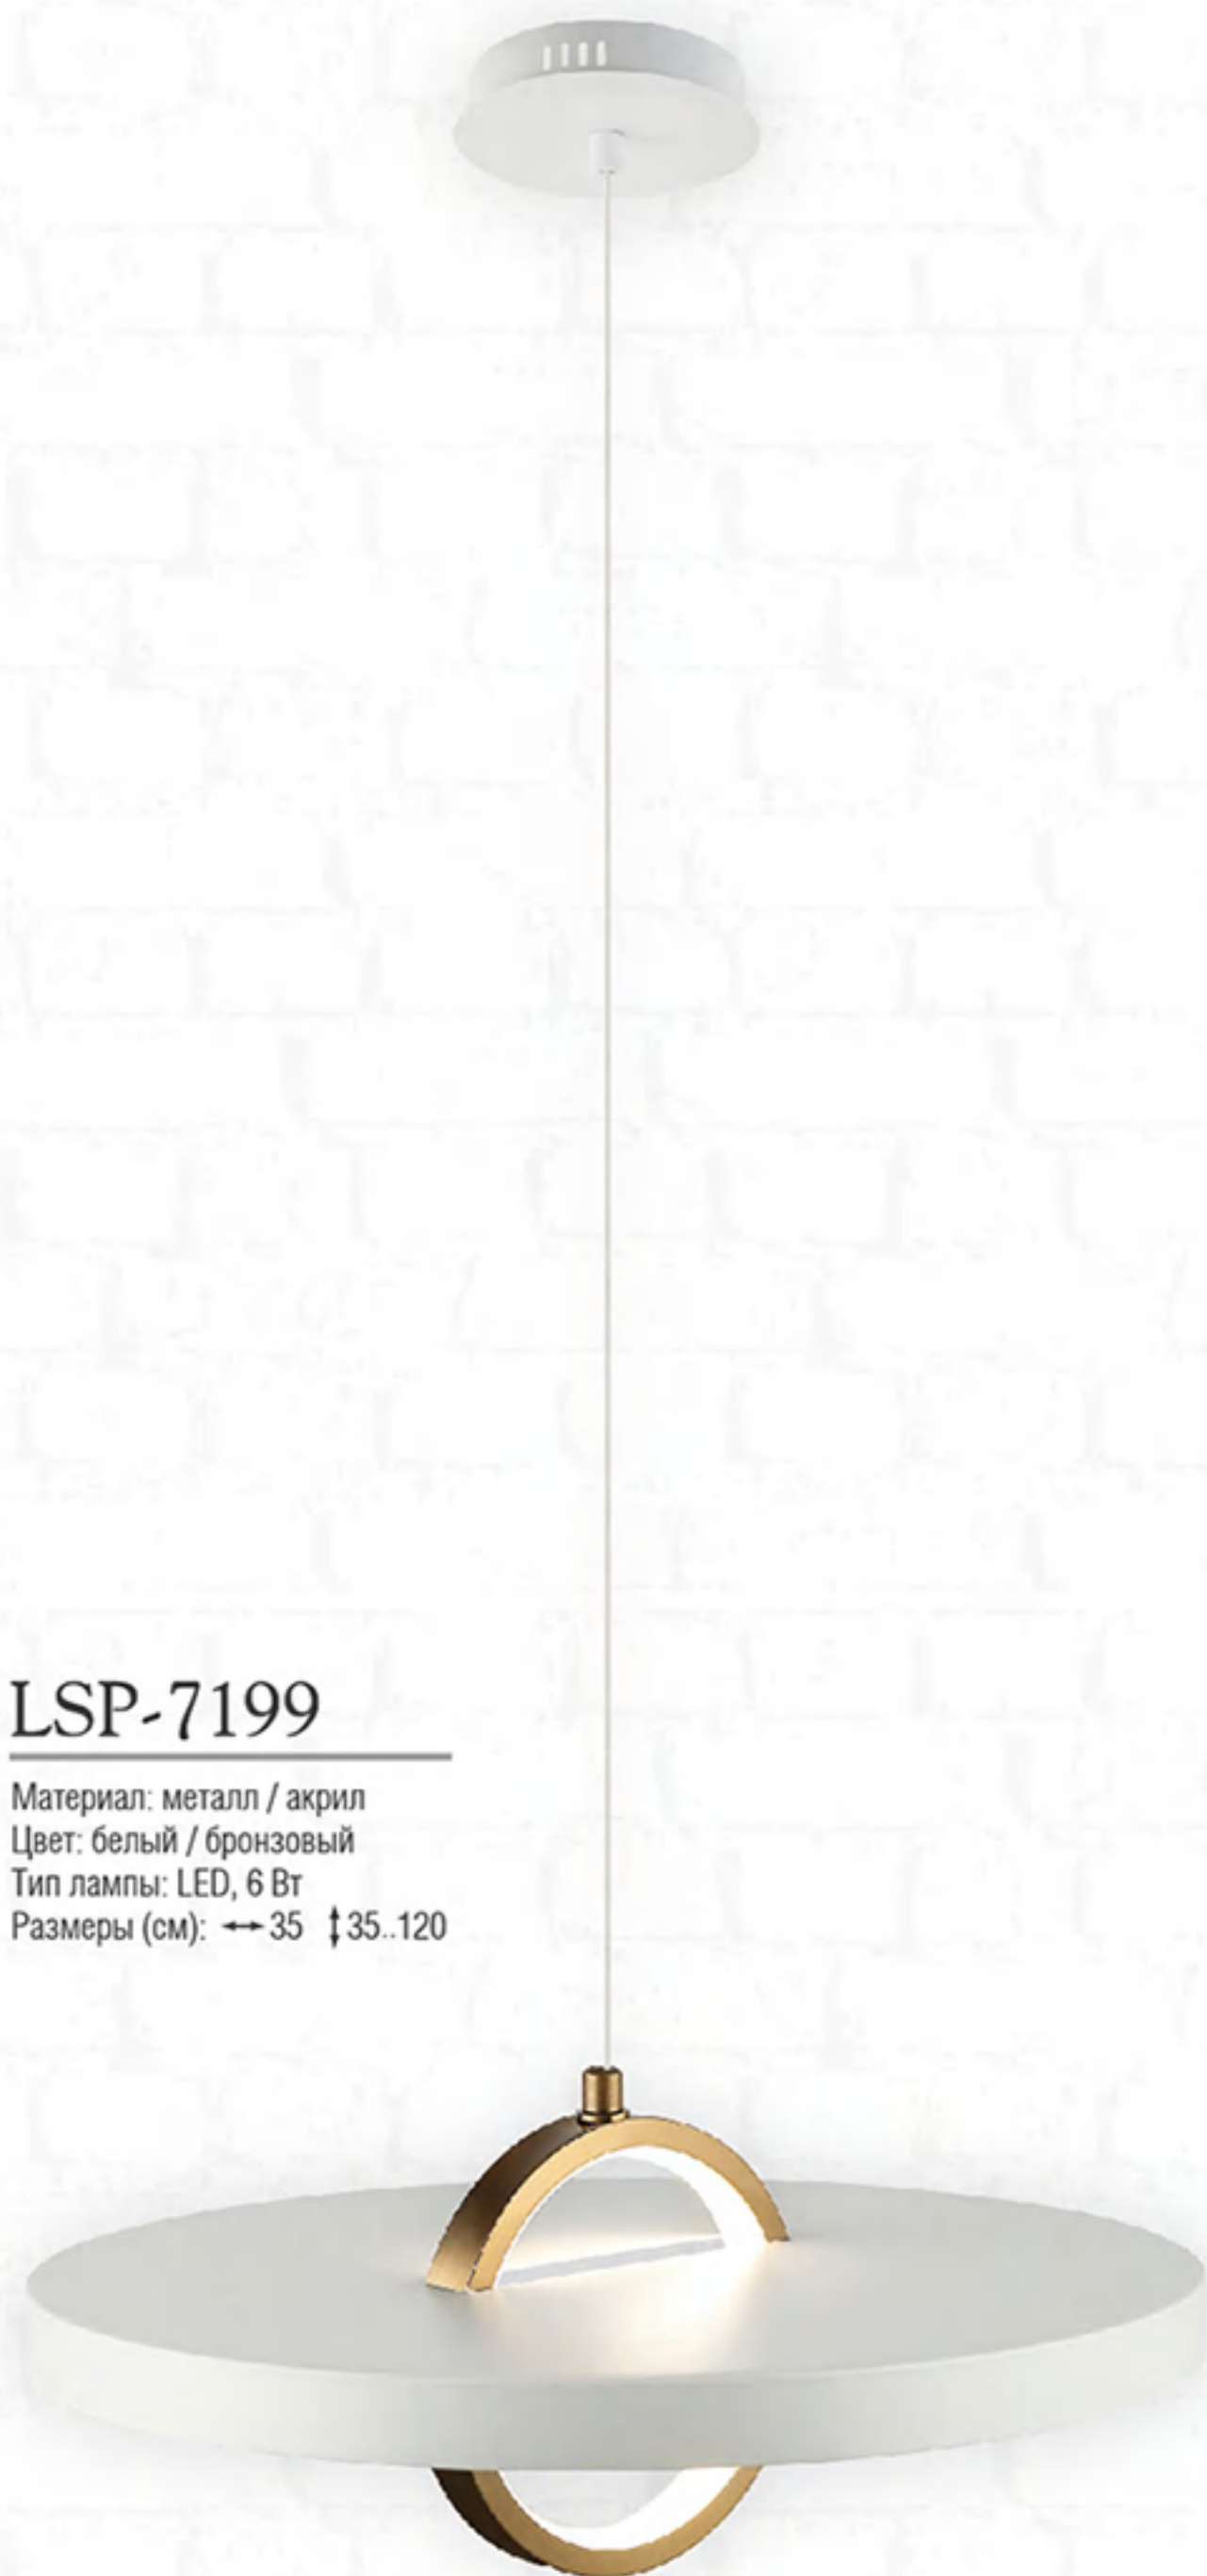 LSP-7199
Материал: металл / акрил
Цвет: белый / бронзовый
Тип лампы: LED, 6 Вт
Размеры (см): ↔35 ↕35..120